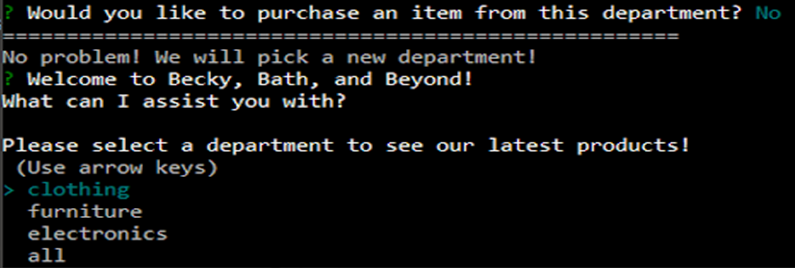 ? Would you like to purchase an item from this department? No
=====================================================
No problem! We will pick a new department!
? Welcome to Becky, Bath, and Beyond!
What can I assist you with?

Please select a department to see our latest products!
 (Use arrow keys)
> clothing
  furniture
  electronics
  all